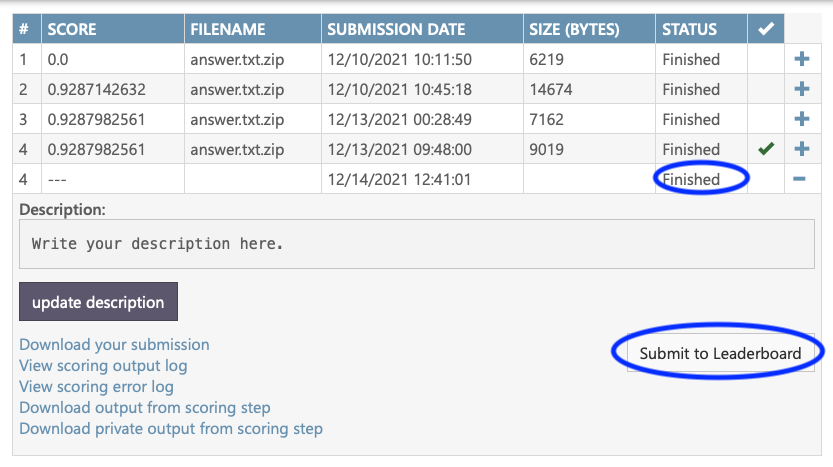 # SCORE FILENAME SUBMISSION DATE SIZE (BYTES) STATUS ✔
1 0.0 answer.txt.zip 12/10/2021 10:11:50 6219 Finished +
2 0.9287142632 answer.txt.zip 12/10/2021 10:45:18 14674 Finished +
3 0.9287982561 answer.txt.zip 12/13/2021 00:28:49 7162 Finished +
4 0.9287982561 answer.txt.zip 12/13/2021 09:48:00 9019 Finished ✔ +
4 --- 12/14/2021 12:41:01 Finished −
Description:
Write your description here.
update description
Download your submission
View scoring output log
Submit to Leaderboard
View scoring error log
Download output from scoring step
Download private output from scoring step